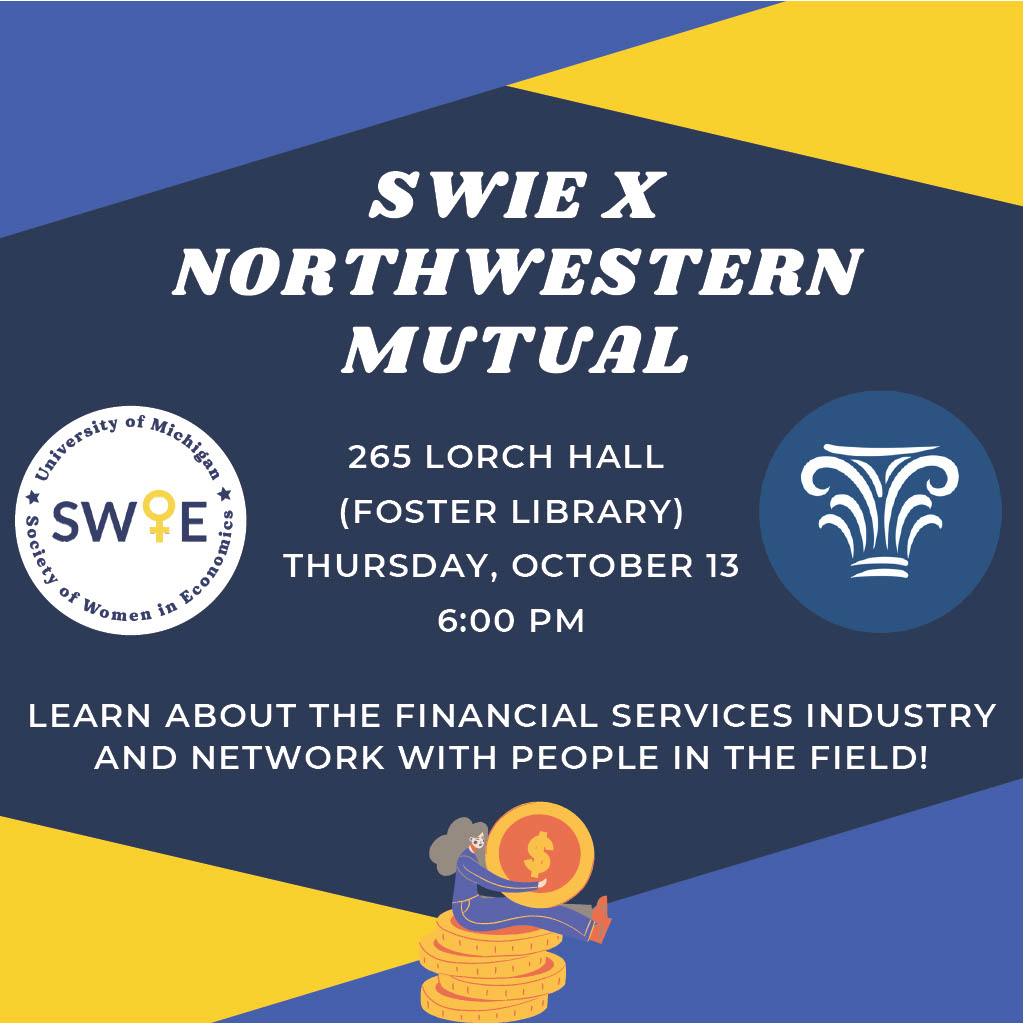 SWIE X
NORTHWESTERN
MUTUAL
University of Michigan
SW E
Society of Women in Economics
265 LORCH HALL
(FOSTER LIBRARY)
THURSDAY, OCTOBER 13
6:00 PM
LEARN ABOUT THE FINANCIAL SERVICES INDUSTRY
AND NETWORK WITH PEOPLE IN THE FIELD!
$